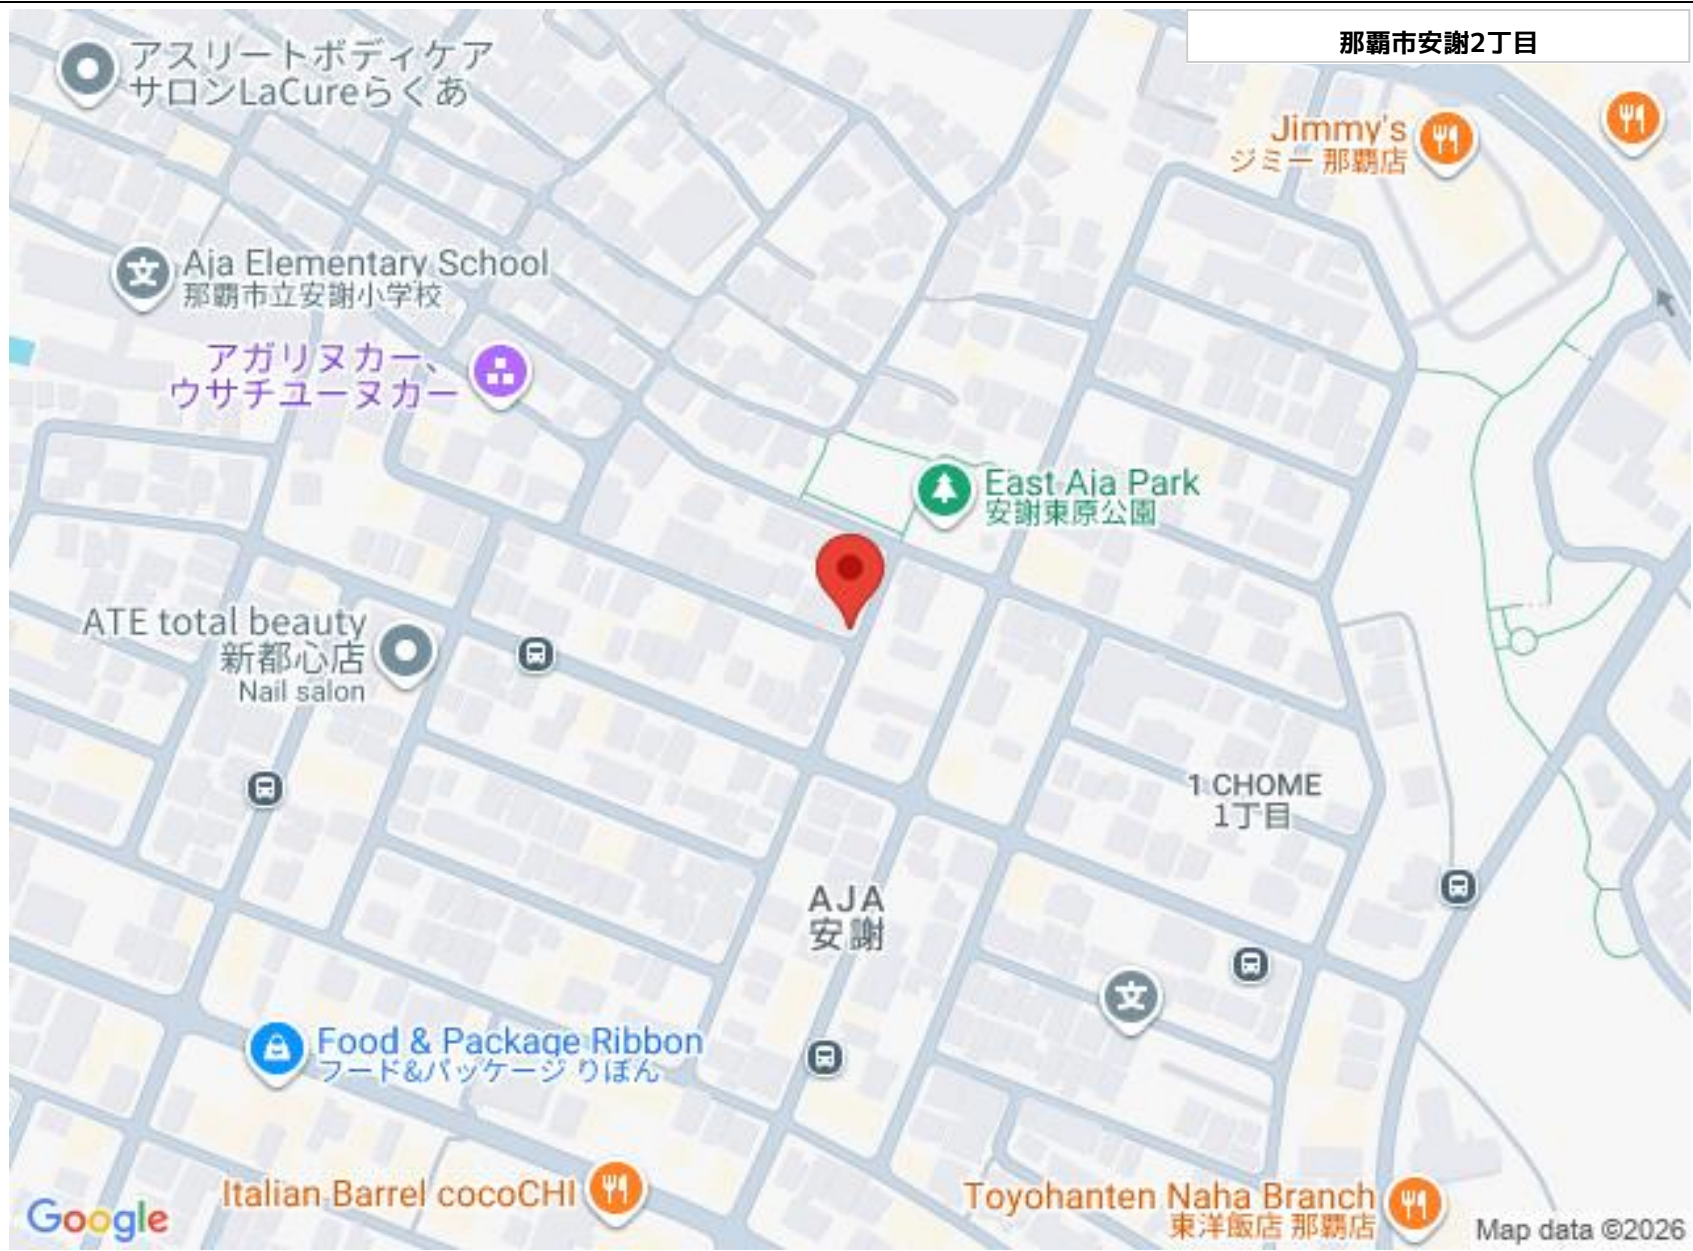 那覇市安謝2丁目
アスリートボディケア
サロンLaCureらくあ
Jimmy's
ジミー 那覇店
Aja Elementary School
那覇市立安謝小学校
アガリヌカー、
ウサチユーヌカー
East Aja Park
安謝東原公園
ATE total beauty
新都心店
Nail salon
1 CHOME
1丁目
AJA
安謝
文
Food & Package Ribbon
フード&パッケージ りぼん
Italian Barrel cocoCHI
Toyohanten Naha Branch
東洋飯店 那覇店
Google
Map data ©2026